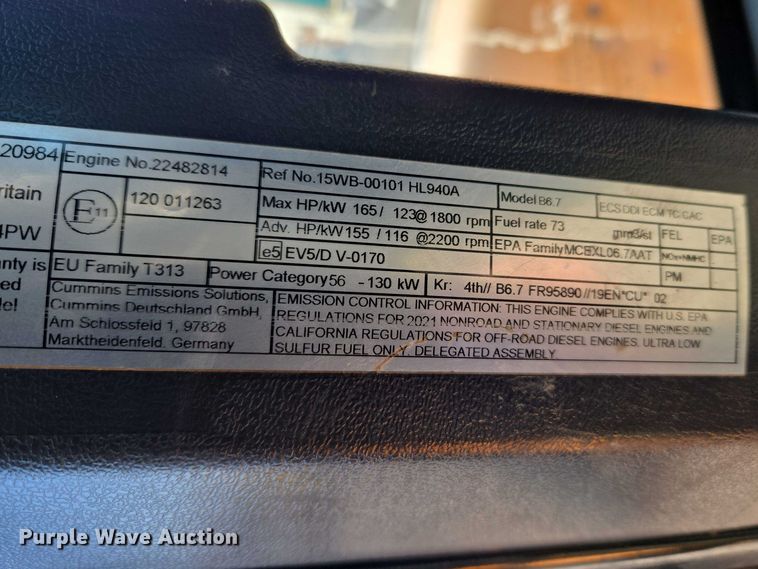 20984
Engine No.22482814
Ref No.15WB-00101 HL940A
Model B6.7
ECS DDI ECM TC CAC
ritain
E11
120 011263
Max HP/kW 165/ 123@ 1800 rpm
Fuel rate 73 mm3/st
FEL
EPA
4PW
Adv. HP/kW155 /116 @2200 rpm
EPA Family MCEXL06.7AAT
NOx+NMHC
e5 EV5/D V-0170
PM
nty is
EU Family T313
Power Category56 -130 kW
Kr: 4th// B6.7 FR95890 //19EN*CU* 02
ed
le!
Cummins Emissions Solutions,
Cummins Deutschland GmbH,
Am Schlossfeld 1, 97828
Marktheidenfeld. Germany
EMISSION CONTROL INFORMATION: THIS ENGINE COMPLIES WITH U.S. EPA
REGULATIONS FOR 2021 NONROAD AND STATIONARY DIESEL ENGINES AND
CALIFORNIA REGULATIONS FOR OFF-ROAD DIESEL ENGINES. ULTRA LOW
SULFUR FUEL ONLY. DELEGATED ASSEMBLY
Purple Wave Auction